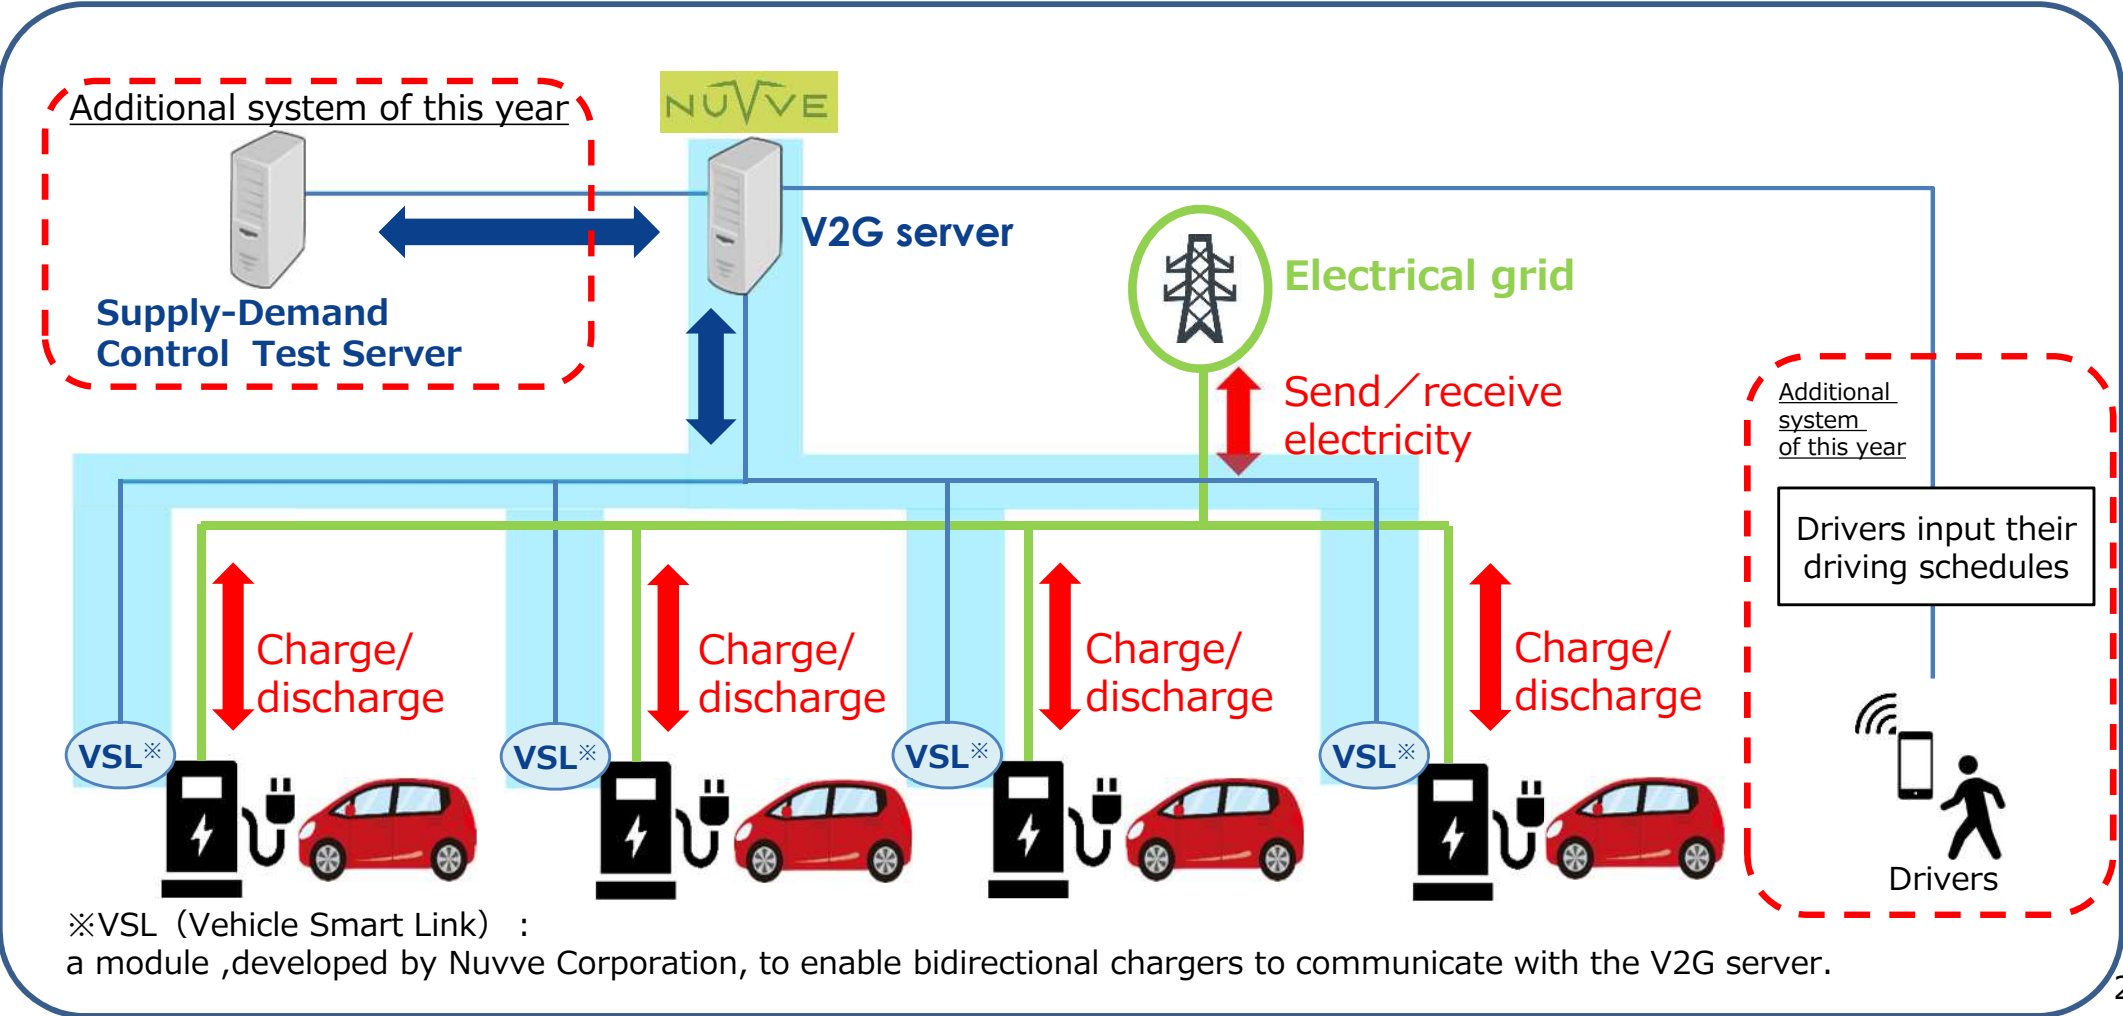 Additional system of this year
NUVVE
V2G server
Supply-Demand
Control Test Server
Electrical grid
Send／receive
electricity
Additional
system
of this year
Drivers input their
driving schedules
Charge/
discharge
Charge/
discharge
Charge/
discharge
Charge/
discharge
VSL※
VSL※
VSL※
VSL※
Drivers
※VSL（Vehicle Smart Link）:
a module ,developed by Nuvve Corporation, to enable bidirectional chargers to communicate with the V2G server.
2